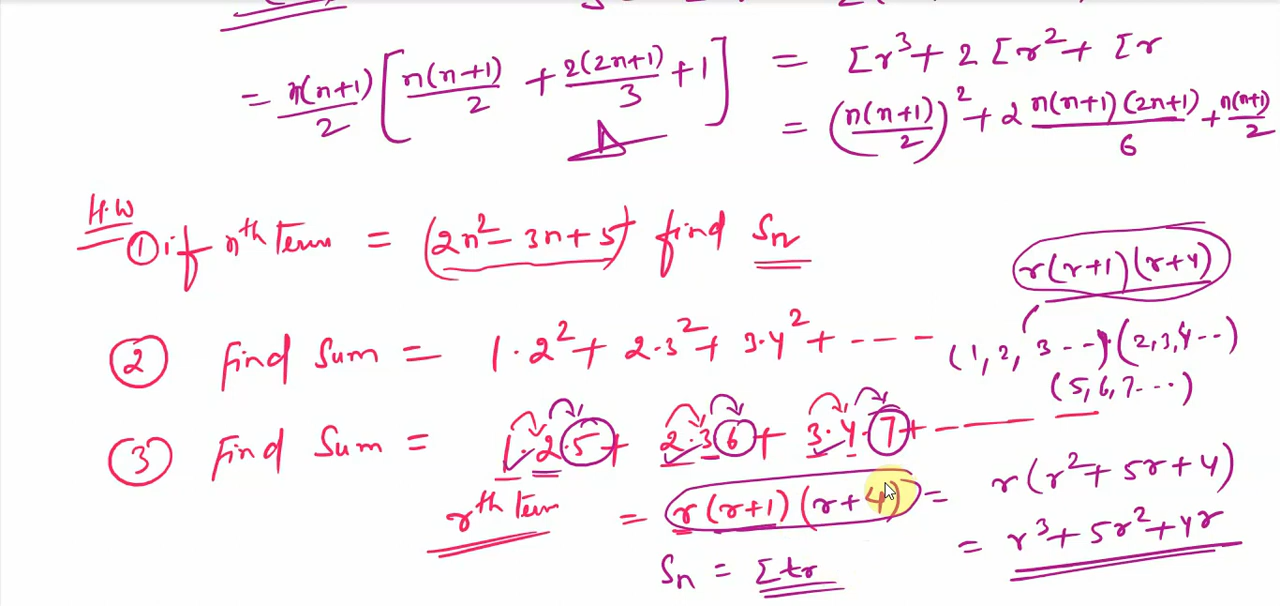 = n(n+1)/2 [ n(n+1)/2 + 2(2n+1)/3 + 1 ]
= Σr³ + 2 Σr² + Σr
= (n(n+1)/2)² + 2 n(n+1)(2n+1)/6 + n(n+1)/2
H.W
① if nth Term = (2n² - 3n + 5) find Sn
r(r+1)(r+4)
② Find Sum = 1·2² + 2·3² + 3·4² + ----
(1, 2, 3 --)·(2,3,4 --)
(5, 6, 7---)
③ Find Sum = 1·2·5 + 2·3·6 + 3·4·7 + ------
rth Term = r(r+1)(r+4) = r(r² + 5r + 4)
= r³ + 5r² + 4r
Sn = Σtr